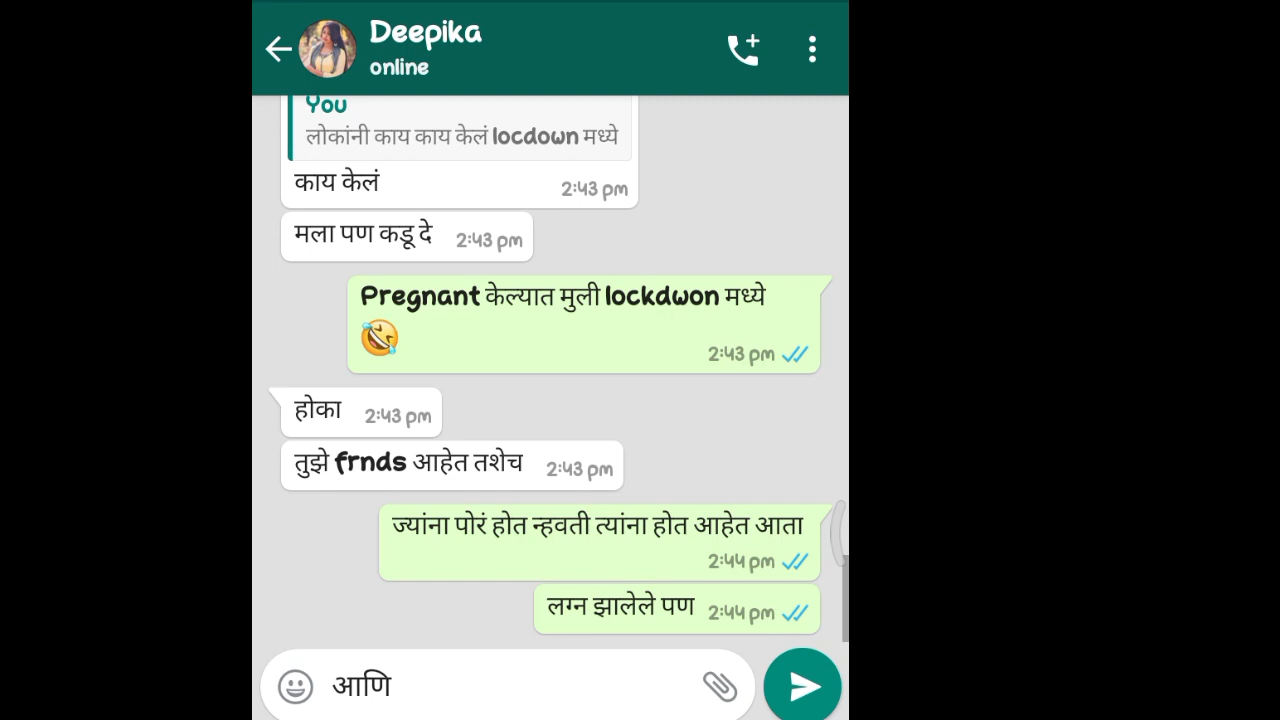 Deepika
online
You
लोकांनी काय काय केलं locdown मध्ये
काय केलं
2:43 pm
मला पण कडू दे 2:43 pm
Pregnant केल्यात मुली lockdwon मध्ये
🤣
2:43 pm
होका 2:43 pm
तुझे frnds आहेत तशेच 2:43 pm
ज्यांना पोरं होत न्हवती त्यांना होत आहेत आता
2:44 pm
लग्न झालेले पण 2:44 pm
आणि